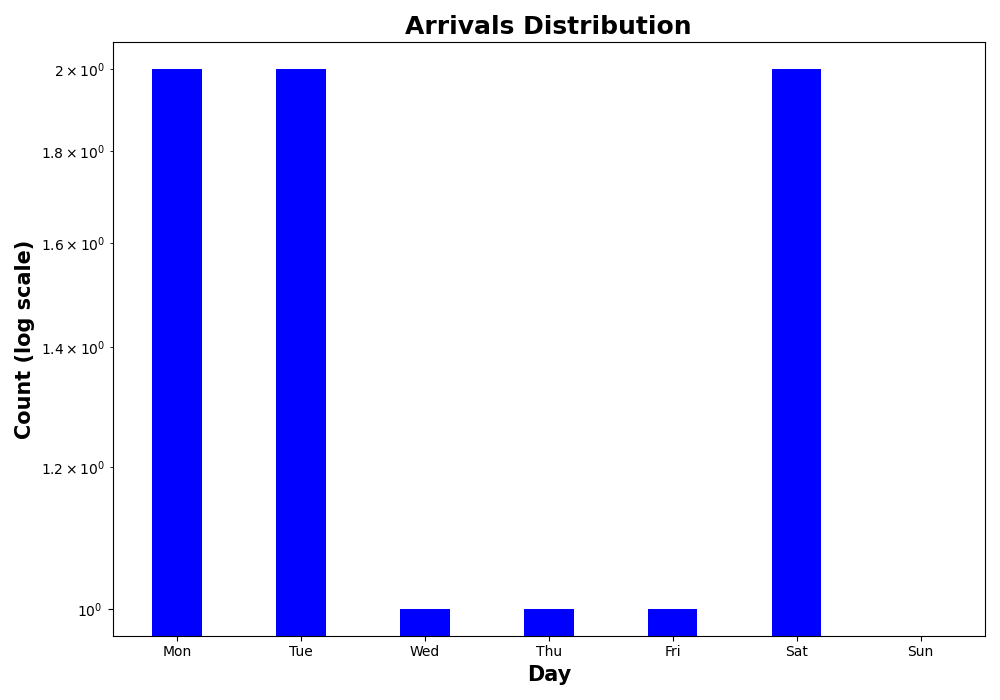 Arrivals Distribution
Count (log scale)
2 × 10⁰
1.8 × 10⁰
1.6 × 10⁰
1.4 × 10⁰
1.2 × 10⁰
10⁰
Mon Tue Wed Thu Fri Sat Sun
Day